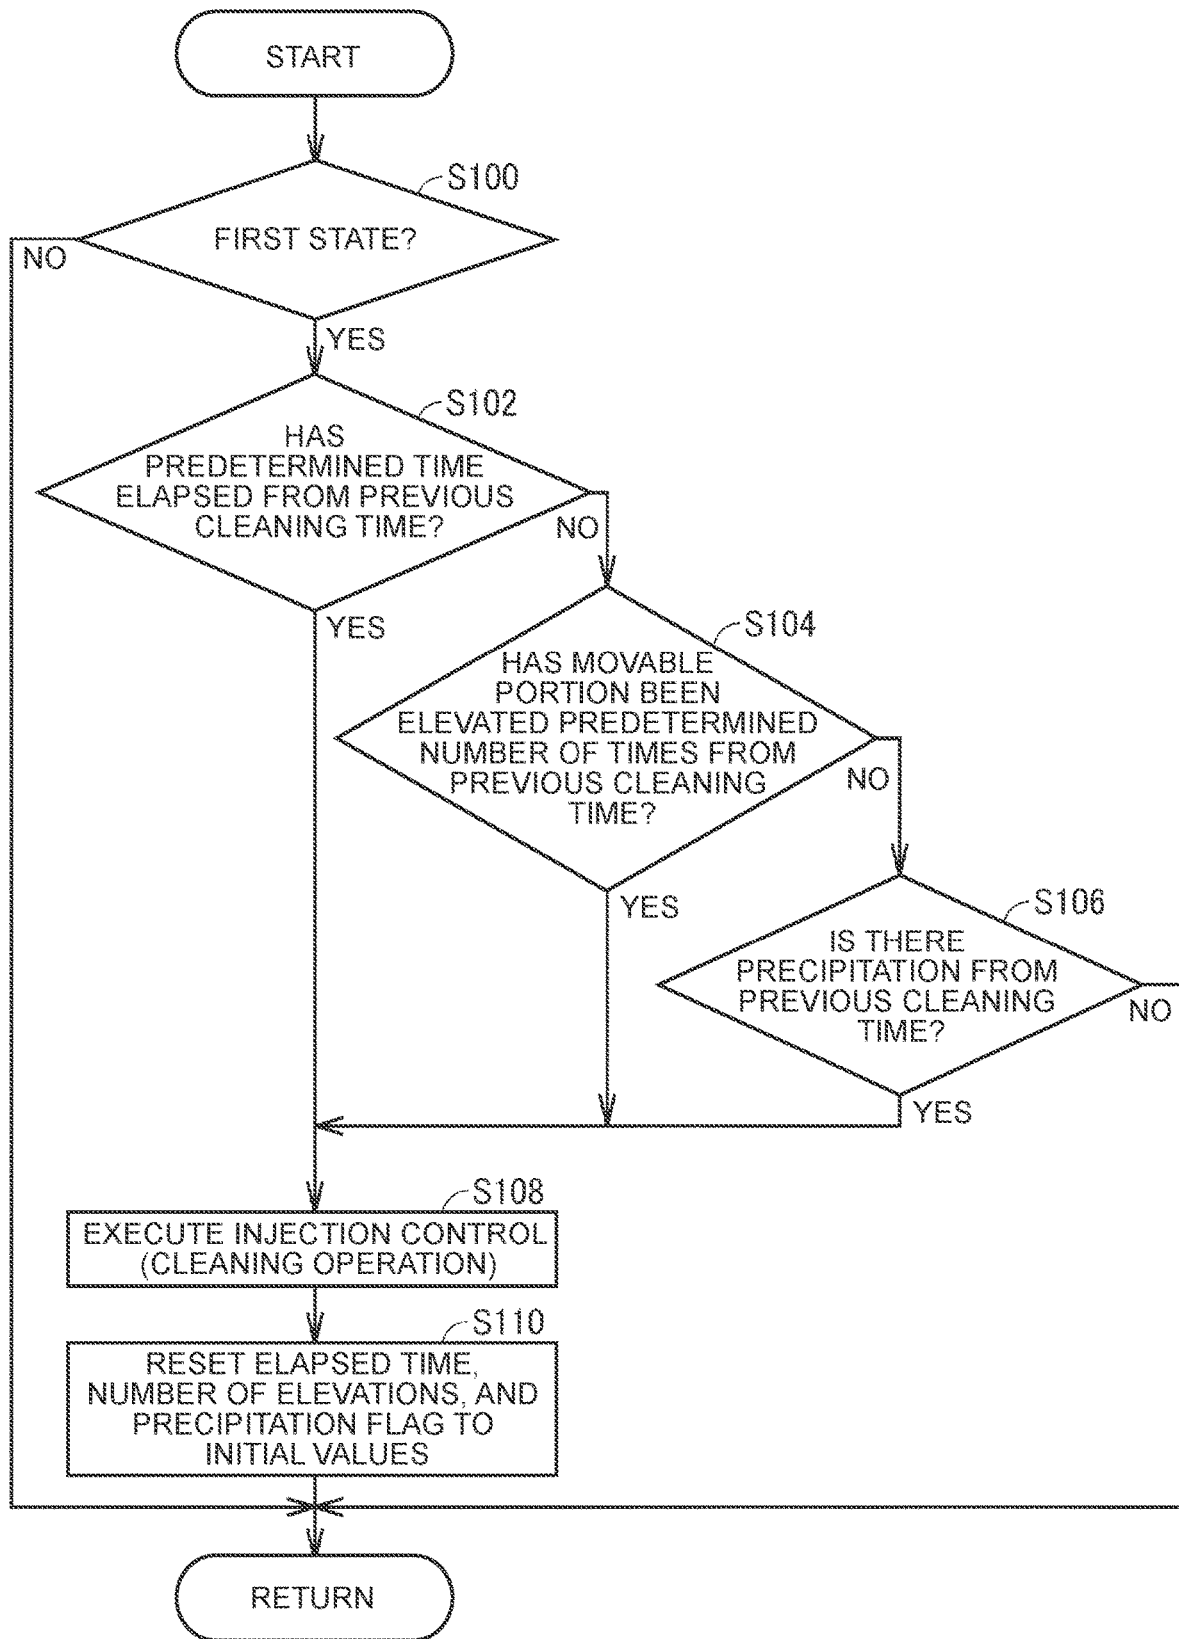 START
S100
FIRST STATE?
NO
YES
S102
HAS
PREDETERMINED TIME
ELAPSED FROM PREVIOUS
CLEANING TIME?
NO
YES
S104
HAS MOVABLE
PORTION BEEN
ELEVATED PREDETERMINED
NUMBER OF TIMES FROM
PREVIOUS CLEANING
TIME?
NO
YES
S106
IS THERE
PRECIPITATION FROM
PREVIOUS CLEANING
TIME?
NO
YES
S108
EXECUTE INJECTION CONTROL
(CLEANING OPERATION)
S110
RESET ELAPSED TIME,
NUMBER OF ELEVATIONS, AND
PRECIPITATION FLAG TO
INITIAL VALUES
RETURN